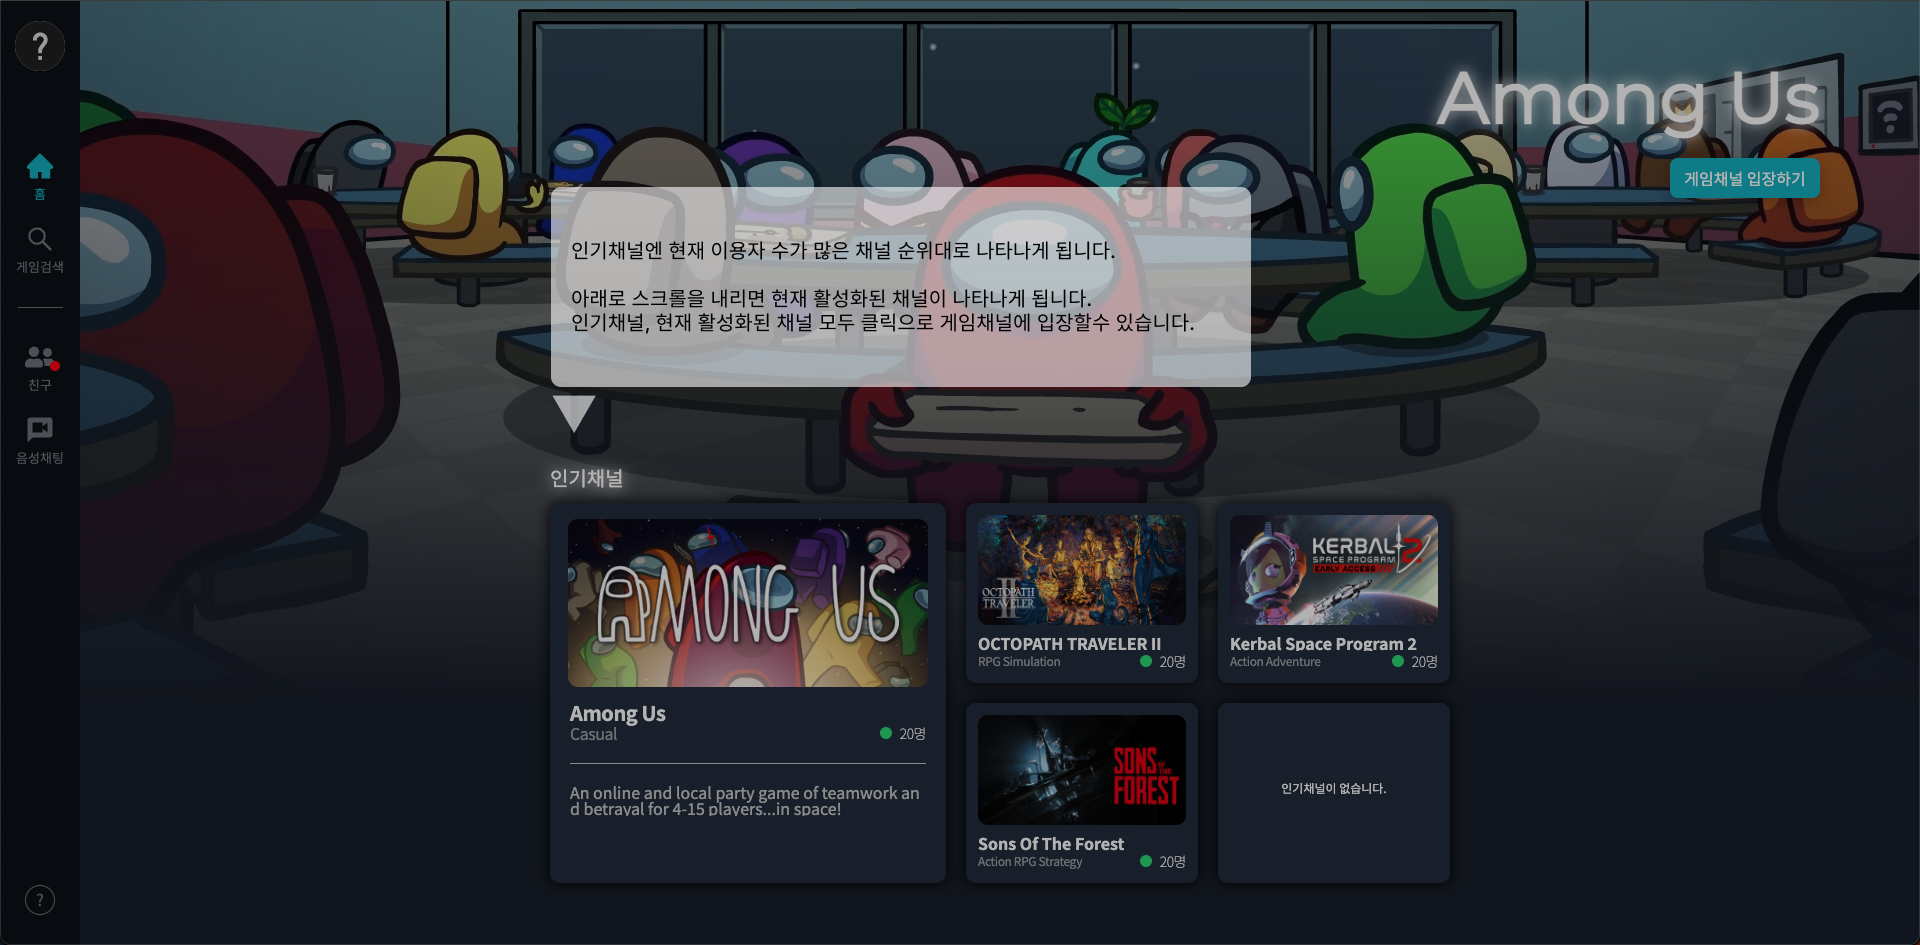 ?
홈
게임검색
친구
음성채팅
?
Among Us
게임채널 입장하기
인기채널엔 현재 이용자 수가 많은 채널 순위대로 나타나게 됩니다.
아래로 스크롤을 내리면 현재 활성화된 채널이 나타나게 됩니다.
인기채널, 현재 활성화된 채널 모두 클릭으로 게임채널에 입장할수 있습니다.
인기채널
AMONG US
Among Us
Casual
20명
An online and local party game of teamwork an
d betrayal for 4-15 players...in space!
OCTOPATH
TRAVELER
II
OCTOPATH TRAVELER II
RPG Simulation
20명
KERBAL
SPACE PROGRAM
2
EARLY ACCESS
Kerbal Space Program 2
Action Adventure
20명
SONS
OF THE
FOREST
Sons Of The Forest
Action RPG Strategy
20명
인기채널이 없습니다.